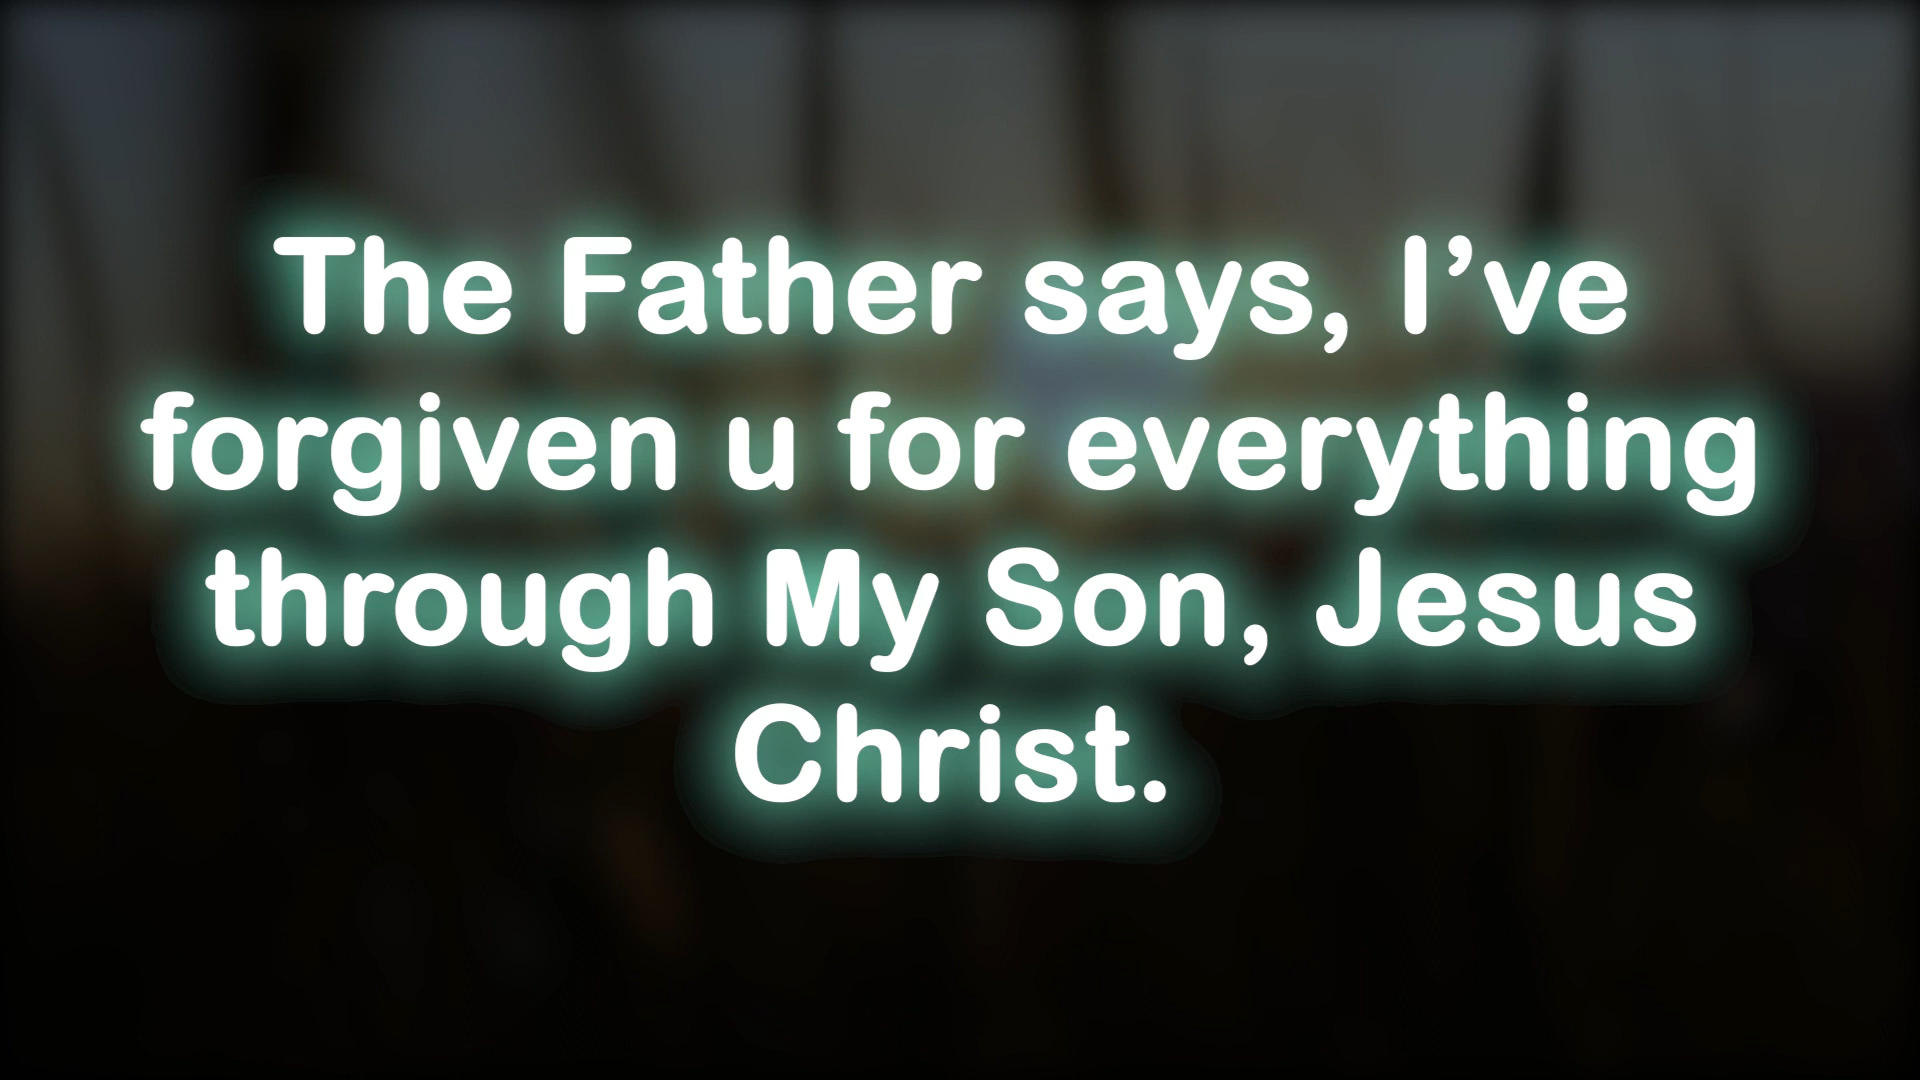 The Father says, I’ve
forgiven u for everything
through My Son, Jesus
Christ.